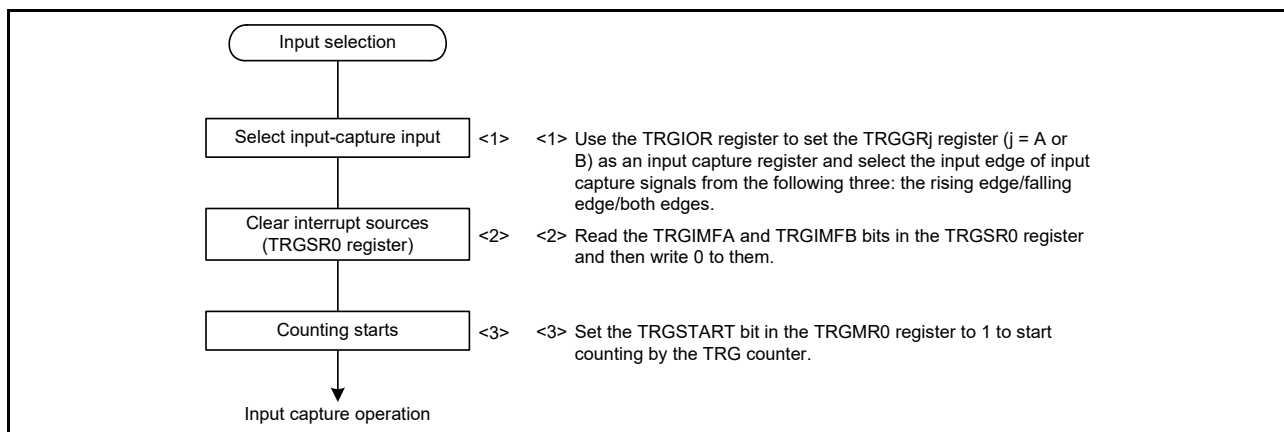 Input selection
Select input-capture input <1> <1> Use the TRGIOR register to set the TRGGRj register (j = A or
B) as an input capture register and select the input edge of input
capture signals from the following three: the rising edge/falling
edge/both edges.
Clear interrupt sources
(TRGSR0 register) <2> <2> Read the TRGIMFA and TRGIMFB bits in the TRGSR0 register
and then write 0 to them.
Counting starts <3> <3> Set the TRGSTART bit in the TRGMR0 register to 1 to start
counting by the TRG counter.
Input capture operation